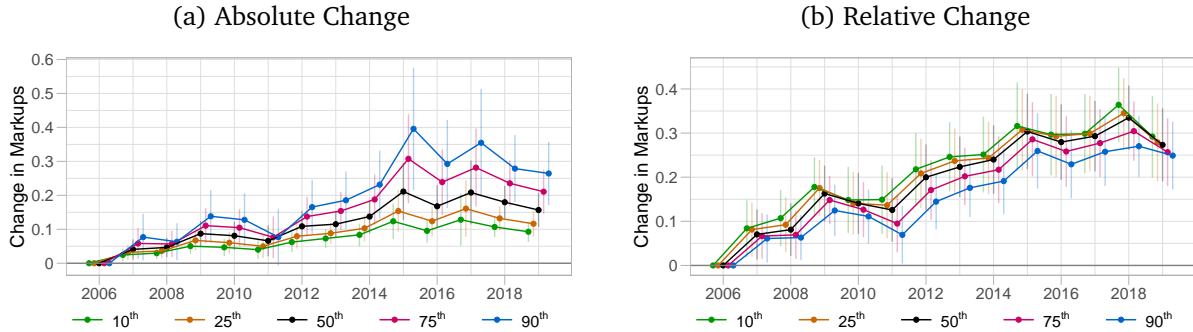 (a) Absolute Change
(b) Relative Change
Change in Markups
0.6
0.5
0.4
0.3
0.2
0.1
0
2006 2008 2010 2012 2014 2016 2018
10th 25th 50th 75th 90th
Change in Markups
0.4
0.3
0.2
0.1
0
2006 2008 2010 2012 2014 2016 2018
10th 25th 50th 75th 90th